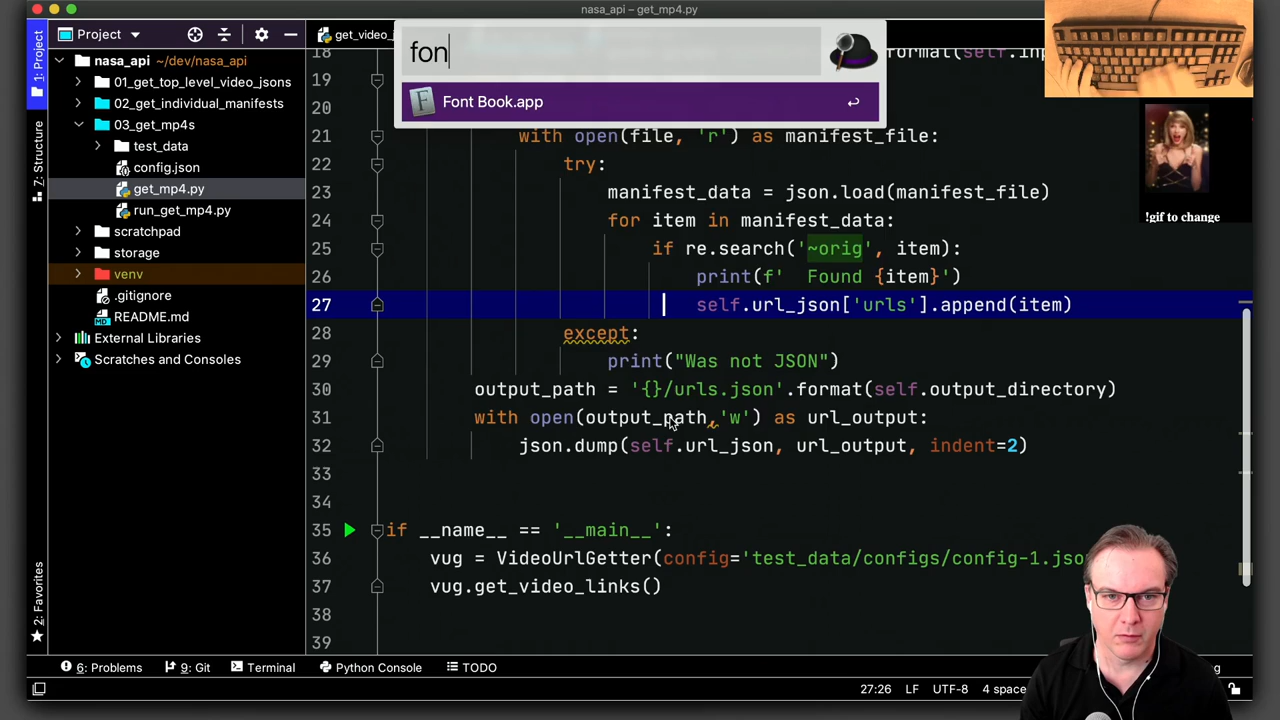 nasa_api – get_mp4.py
Project
get_video_
fon
Font Book.app
!gif to change
1: Project
7: Structure
2: Favorites
nasa_api ~/dev/nasa_api
01_get_top_level_video_jsons
02_get_individual_manifests
03_get_mp4s
test_data
config.json
get_mp4.py
run_get_mp4.py
scratchpad
storage
venv
.gitignore
README.md
External Libraries
Scratches and Consoles
18 format(self.inp
19
20
21 with open(file, 'r') as manifest_file:
22 try:
23 manifest_data = json.load(manifest_file)
24 for item in manifest_data:
25 if re.search('~orig', item):
26 print(f' Found {item}')
27 self.url_json['urls'].append(item)
28 except:
29 print("Was not JSON")
30 output_path = '{}/urls.json'.format(self.output_directory)
31 with open(output_path,'w') as url_output:
32 json.dump(self.url_json, url_output, indent=2)
33
34
35 if __name__ == '__main__':
36 vug = VideoUrlGetter(config='test_data/configs/config-1.jso
37 vug.get_video_links()
38
39
6: Problems 9: Git Terminal Python Console TODO
27:26 LF UTF-8 4 space